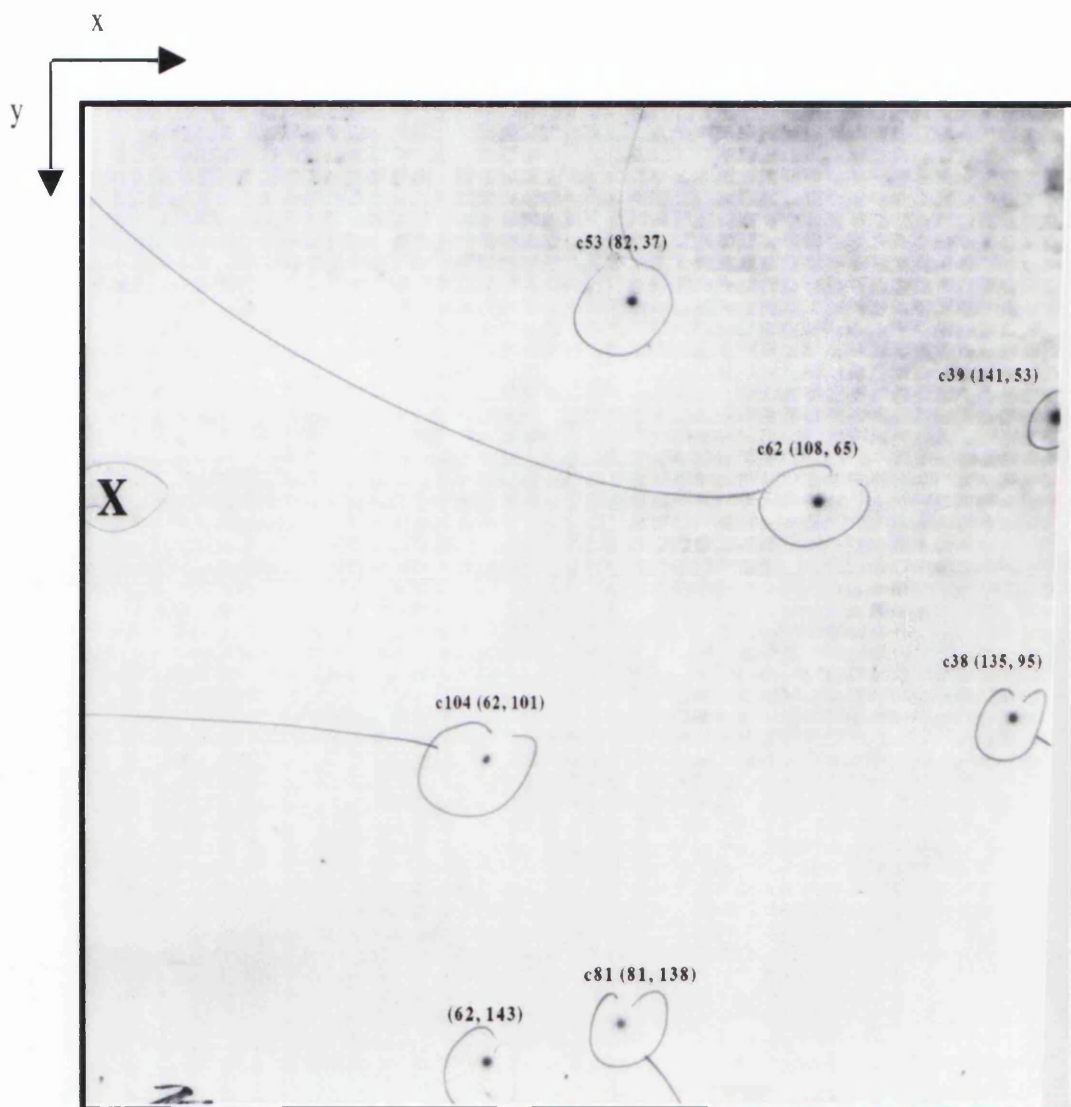 x
y
c53 (82, 37)
c39 (141, 53)
c62 (108, 65)
X
c38 (135, 95)
c104 (62, 101)
c81 (81, 138)
(62, 143)